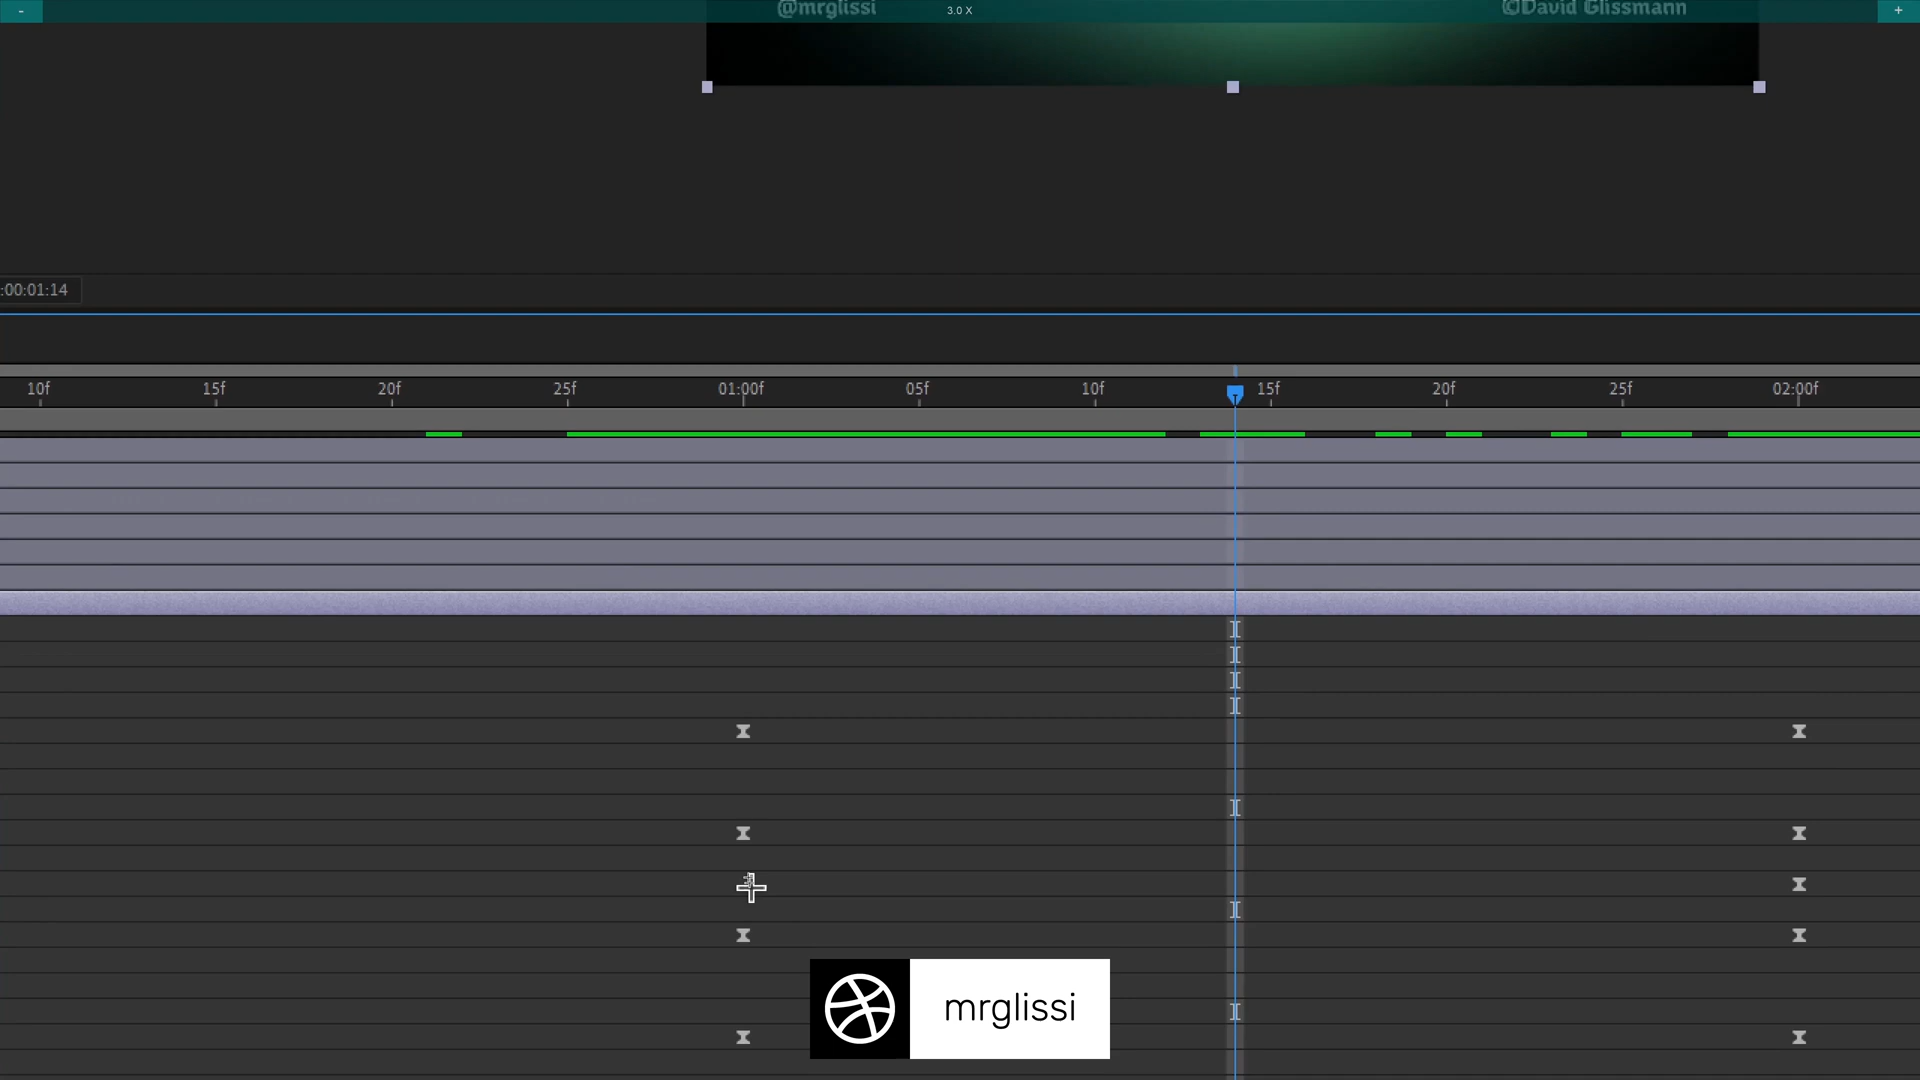 -
@mrglissi
3.0 X
©David Glissmann
+
:00:01:14
10f 15f 20f 25f 01:00f 05f 10f 15f 20f 25f 02:00f
mrglissi